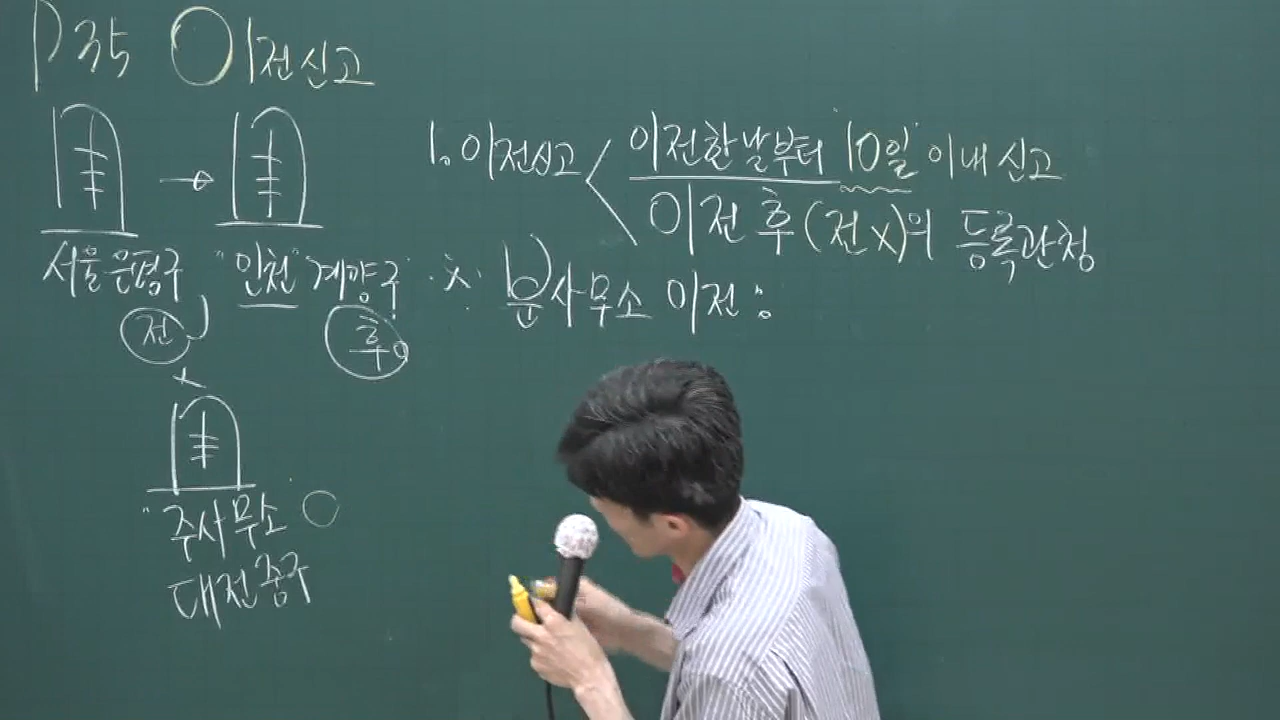 이전신고
1. 이전신고 < 이전한날부터 "10일" 이내 신고
이전 후 (전X)의 등록관청
서울 은평구 → "인천" 계양구
전 후
※ 분사무소 이전 :
X
"주사무소" ○
대전 중구